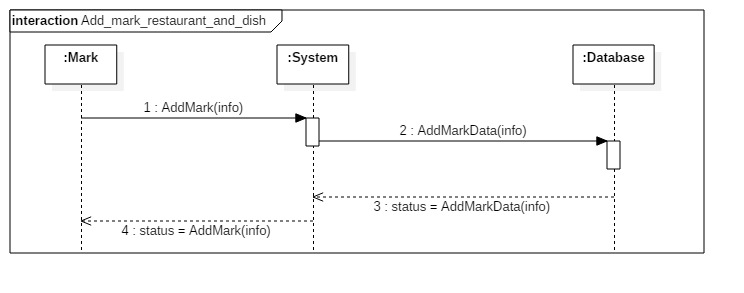 interaction Add_mark_restaurant_and_dish
:Mark
:System
:Database
1 : AddMark(info)
2 : AddMarkData(info)
3 : status = AddMarkData(info)
4 : status = AddMark(info)